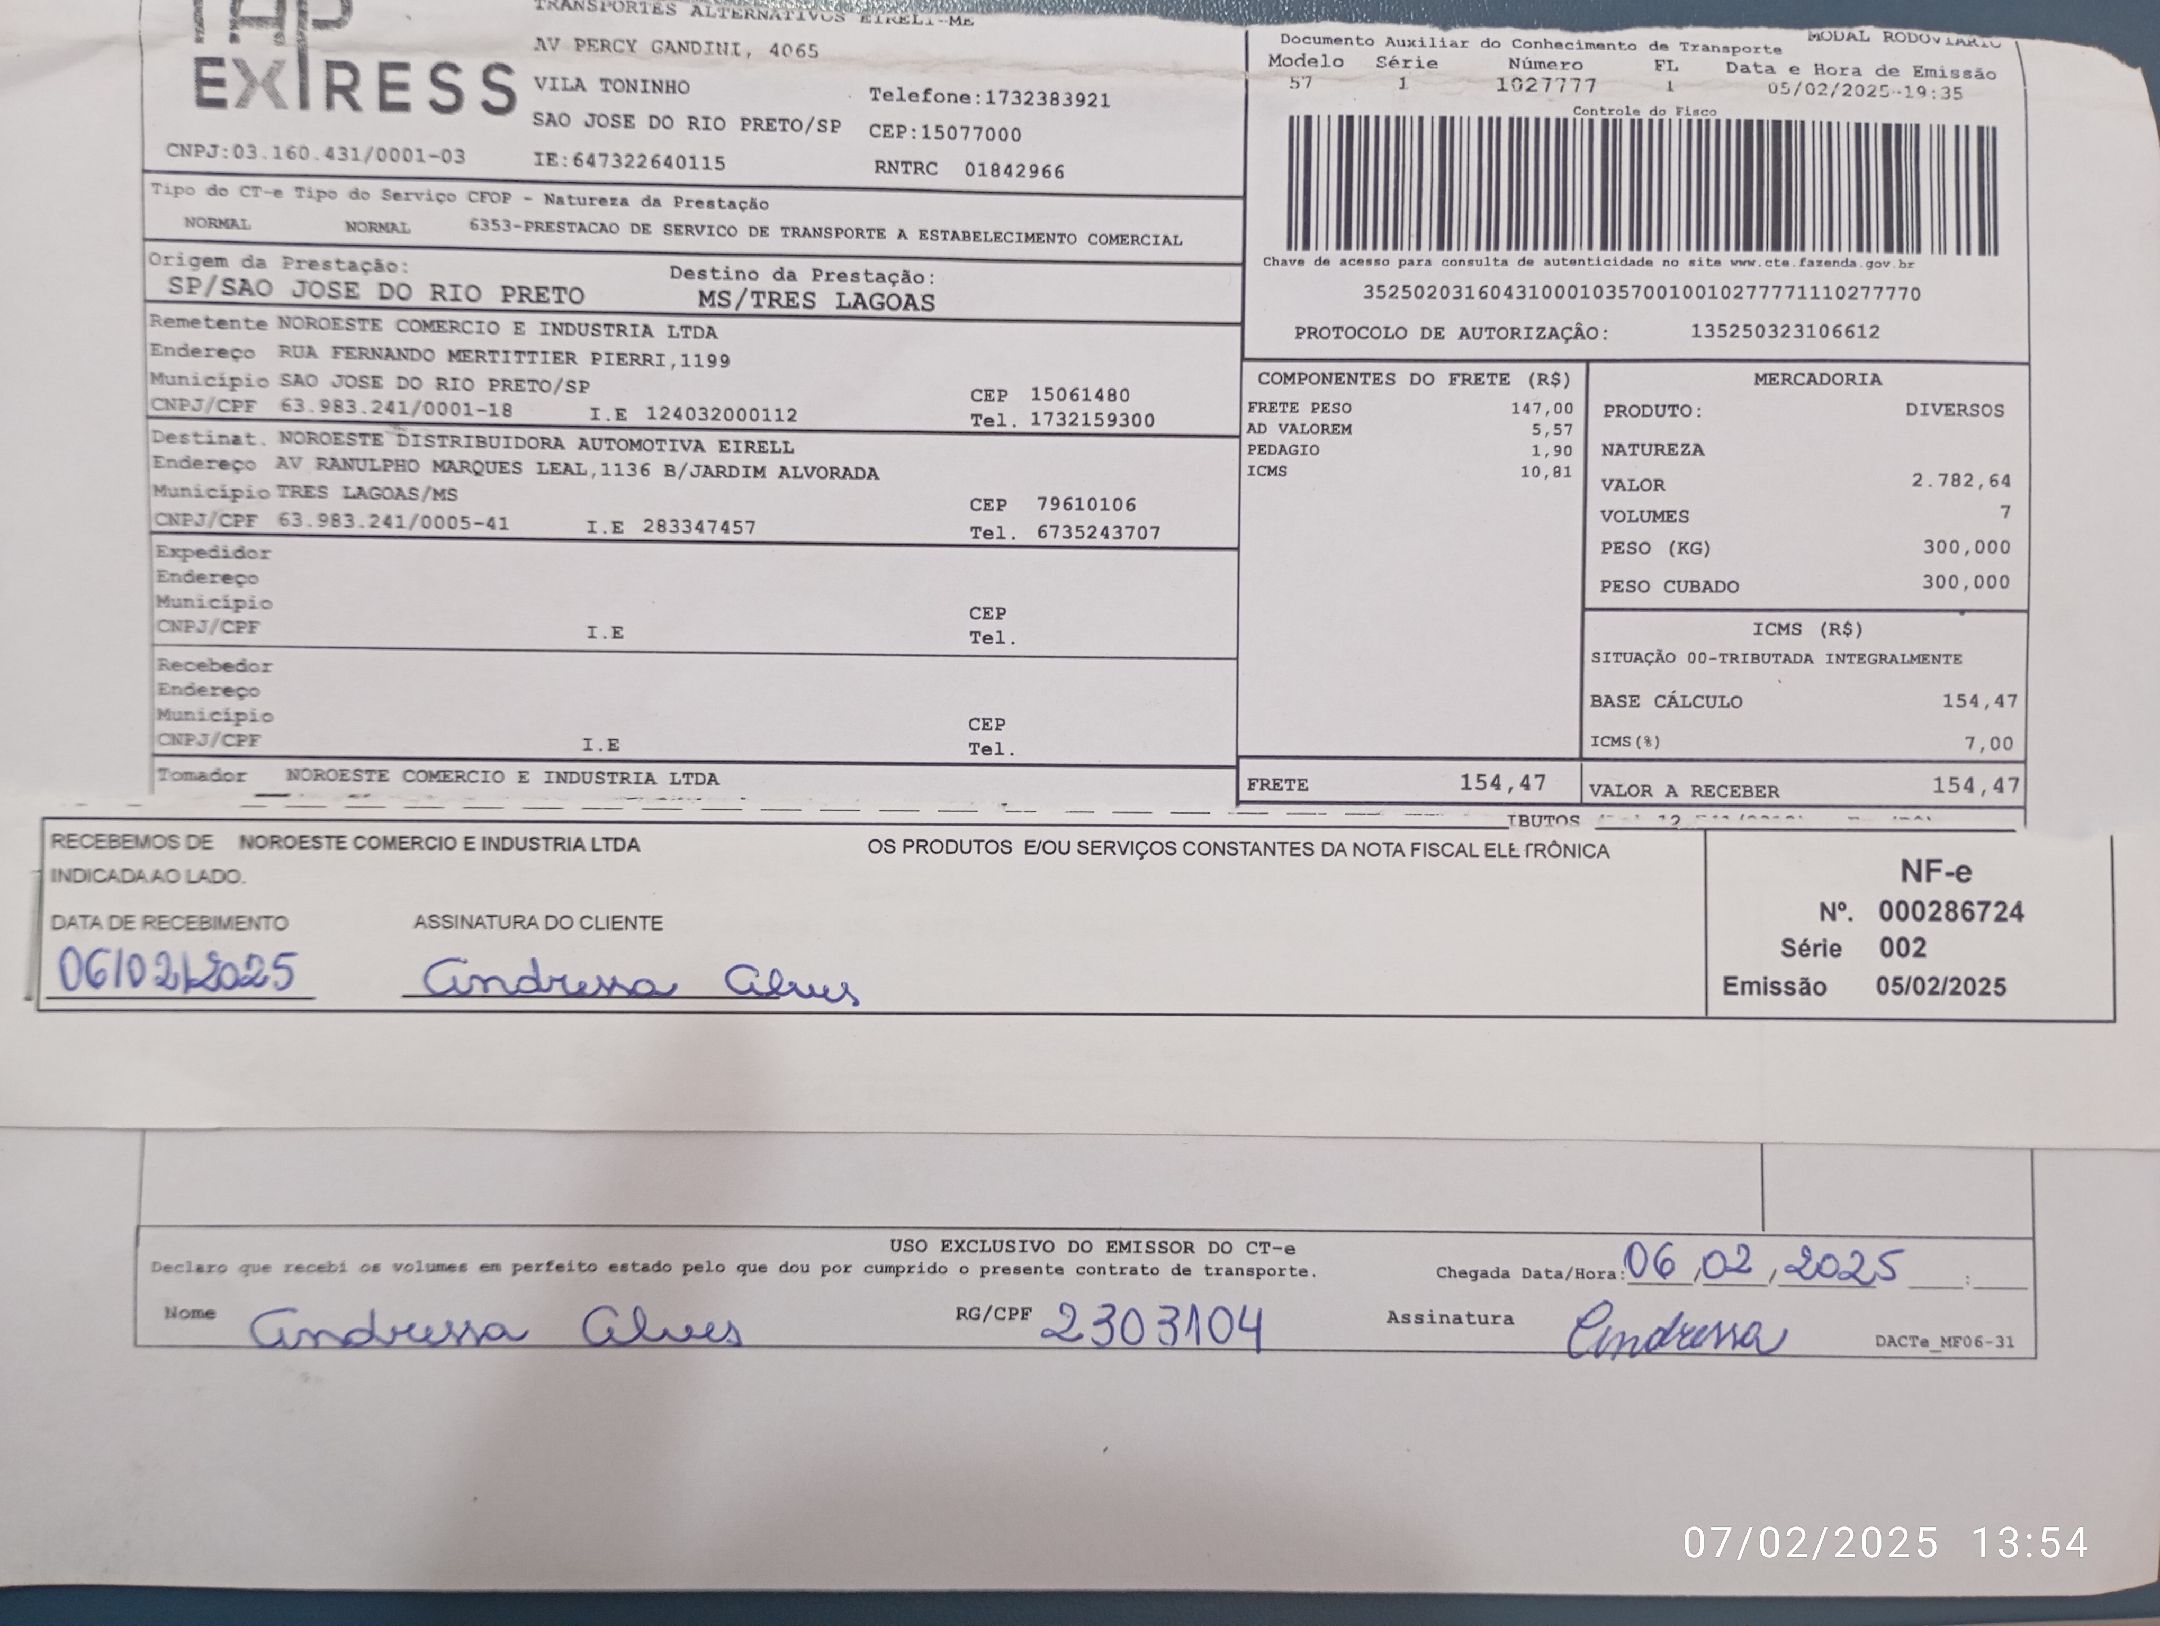 TAP
EXPRESS
TRANSPORTES ALTERNATIVOS EIRELI-ME
AV PERCY GANDINI, 4065
VILA TONINHO
Telefone:1732383921
SAO JOSE DO RIO PRETO/SP CEP:15077000
CNPJ:03.160.431/0001-03 IE:647322640115 RNTRC 01842966
MODAL RODOVIARIO
Documento Auxiliar do Conhecimento de Transporte
Modelo Série Número FL Data e Hora de Emissão
57 1 1027777 1 05/02/2025-19:35
Controle do Fisco
Chave de acesso para consulta de autenticidade no site www.cte.fazenda.gov.br
35250203160431000103570010010277771110277770
PROTOCOLO DE AUTORIZAÇÃO: 135250323106612
Tipo do CT-e Tipo do Serviço CFOP - Natureza da Prestação
NORMAL NORMAL 6353-PRESTACAO DE SERVICO DE TRANSPORTE A ESTABELECIMENTO COMERCIAL
Origem da Prestação: Destino da Prestação:
SP/SAO JOSE DO RIO PRETO MS/TRES LAGOAS
Remetente NOROESTE COMERCIO E INDUSTRIA LTDA
Endereço RUA FERNANDO MERTITTIER PIERRI,1199
Município SAO JOSE DO RIO PRETO/SP CEP 15061480
CNPJ/CPF 63.983.241/0001-18 I.E 124032000112 Tel. 1732159300
Destinat. NOROESTE DISTRIBUIDORA AUTOMOTIVA EIRELL
Endereço AV RANULPHO MARQUES LEAL,1136 B/JARDIM ALVORADA
Município TRES LAGOAS/MS CEP 79610106
CNPJ/CPF 63.983.241/0005-41 I.E 283347457 Tel. 6735243707
Expedidor
Endereço
Município CEP
CNPJ/CPF I.E Tel.
Recebedor
Endereço
Município CEP
CNPJ/CPF I.E Tel.
Tomador NOROESTE COMERCIO E INDUSTRIA LTDA
COMPONENTES DO FRETE (R$)
FRETE PESO 147,00
AD VALOREM 5,57
PEDAGIO 1,90
ICMS 10,81
FRETE 154,47
MERCADORIA
PRODUTO: DIVERSOS
NATUREZA
VALOR 2.782,64
VOLUMES 7
PESO (KG) 300,000
PESO CUBADO 300,000
ICMS (R$)
SITUAÇÃO 00-TRIBUTADA INTEGRALMENTE
BASE CÁLCULO 154,47
ICMS(%) 7,00
VALOR A RECEBER 154,47
IBUTOS
RECEBEMOS DE NOROESTE COMERCIO E INDUSTRIA LTDA OS PRODUTOS E/OU SERVIÇOS CONSTANTES DA NOTA FISCAL ELETRÔNICA
INDICADA AO LADO.
DATA DE RECEBIMENTO ASSINATURA DO CLIENTE
06/02/2025 Andressa Alves
NF-e
Nº. 000286724
Série 002
Emissão 05/02/2025
USO EXCLUSIVO DO EMISSOR DO CT-e
Declaro que recebi os volumes em perfeito estado pelo que dou por cumprido o presente contrato de transporte. Chegada Data/Hora: 06,02,2025 __:__
Nome Andressa Alves RG/CPF 2303104 Assinatura Andressa DACTe_MF06-31
07/02/2025 13:54